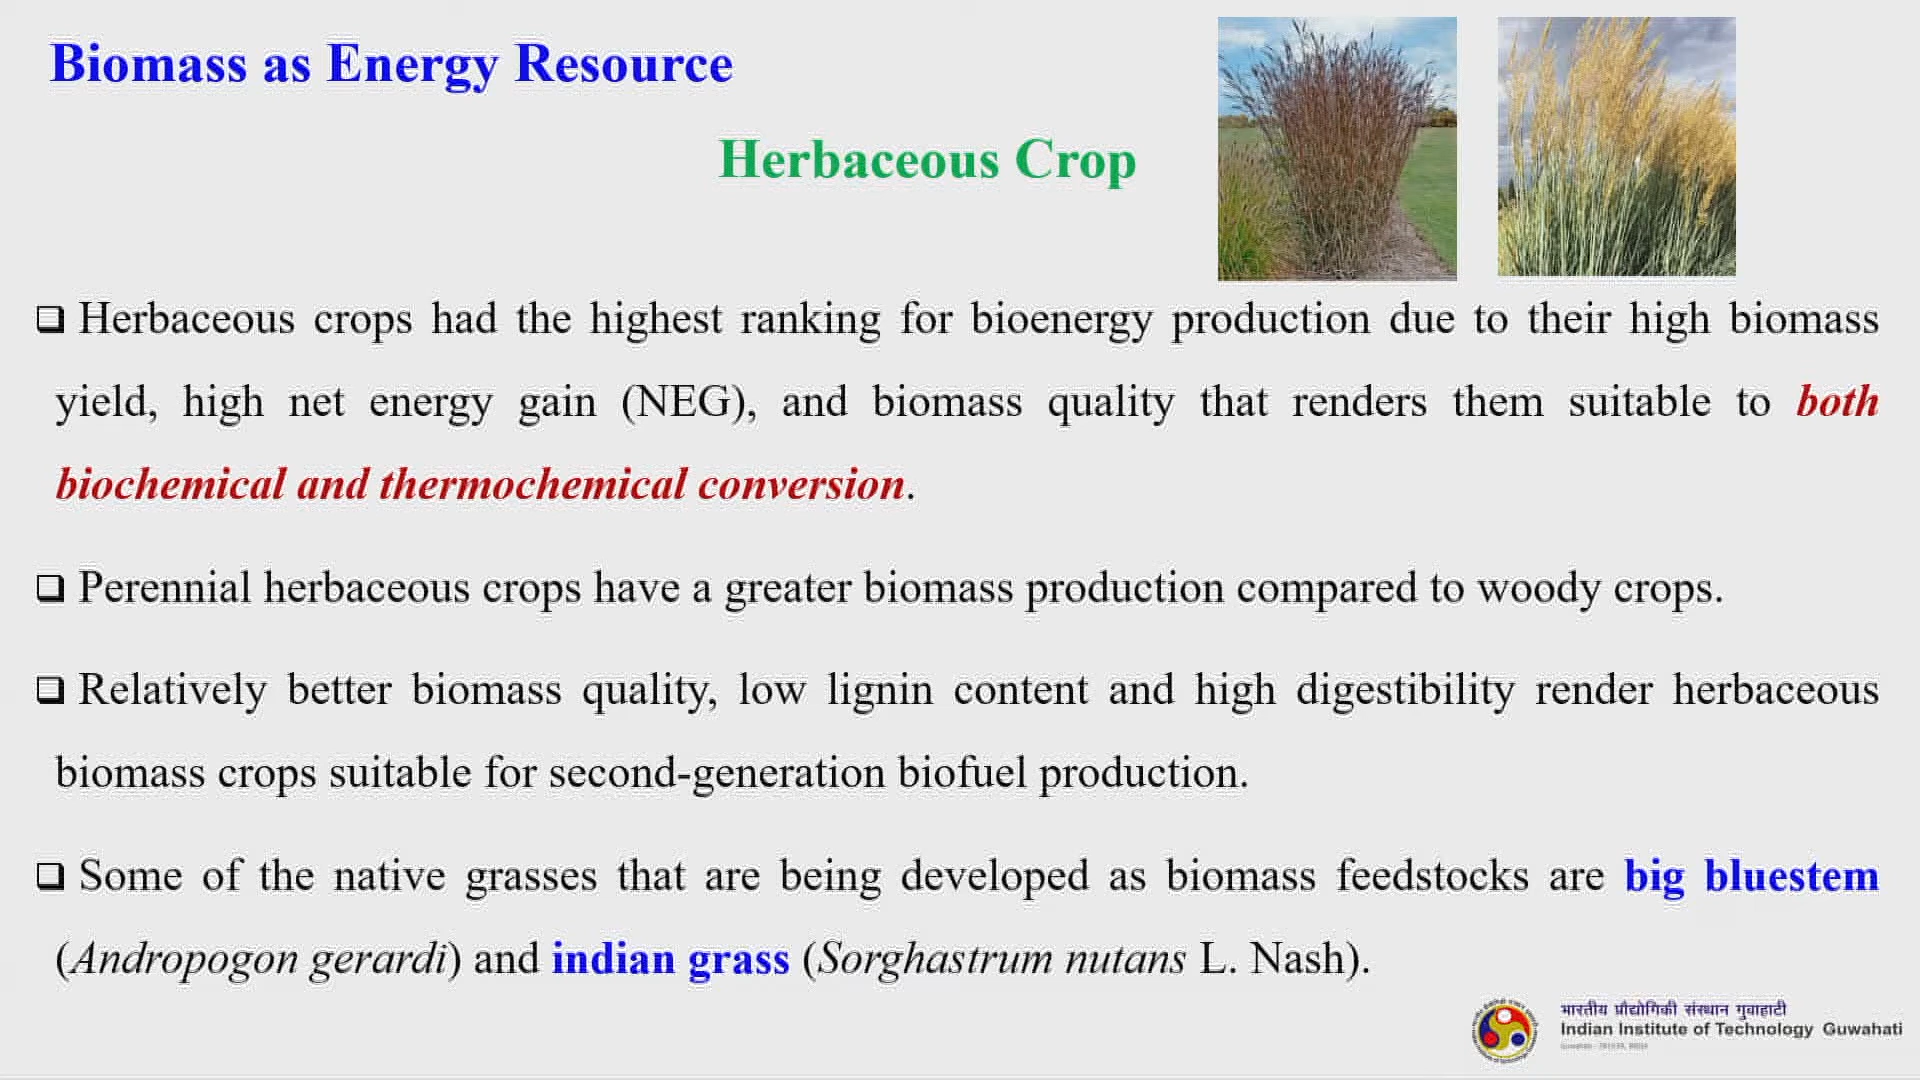 Biomass as Energy Resource
Herbaceous Crop
❑ Herbaceous crops had the highest ranking for bioenergy production due to their high biomass
yield, high net energy gain (NEG), and biomass quality that renders them suitable to both
biochemical and thermochemical conversion.
❑ Perennial herbaceous crops have a greater biomass production compared to woody crops.
❑ Relatively better biomass quality, low lignin content and high digestibility render herbaceous
biomass crops suitable for second-generation biofuel production.
❑ Some of the native grasses that are being developed as biomass feedstocks are big bluestem
(Andropogon gerardi) and indian grass (Sorghastrum nutans L. Nash).
भारतीय प्रौद्योगिकी संस्थान गुवाहाटी
Indian Institute of Technology Guwahati